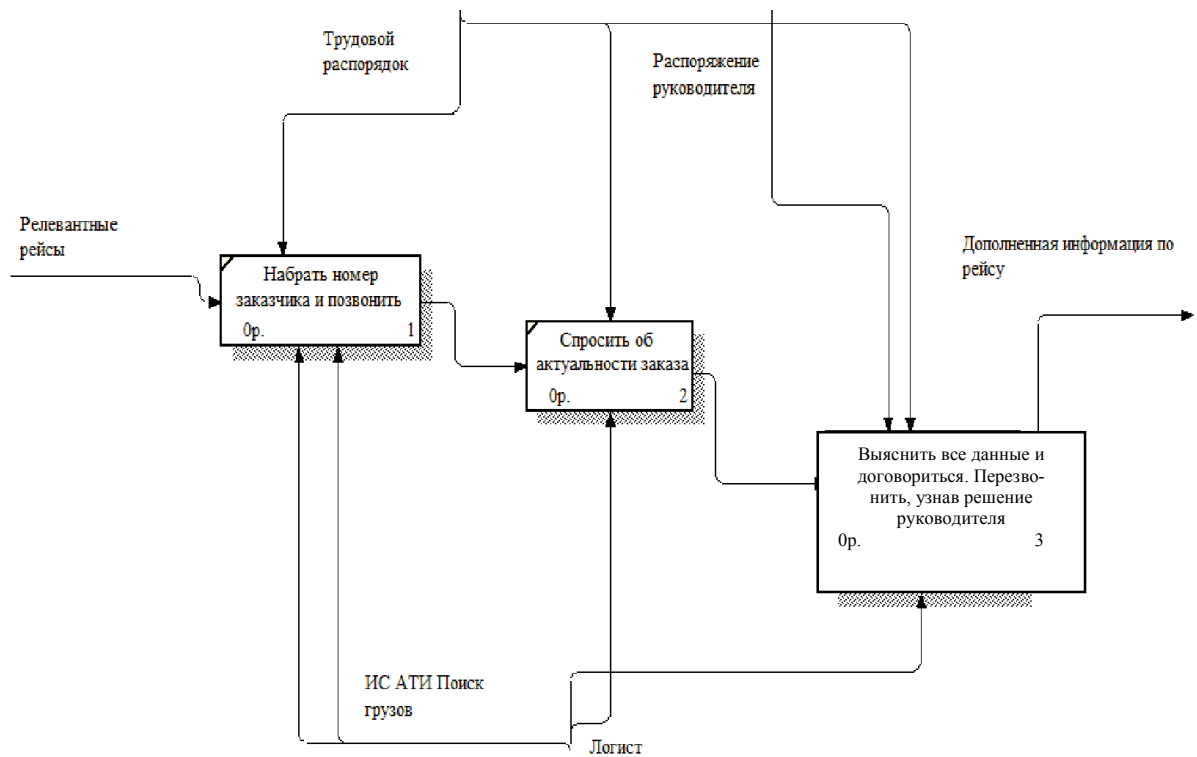 Трудовой
распорядок
Распоряжение
руководителя
Релевантные
рейсы
Дополненная информация по
рейсу
Набрать номер
заказчика и позвонить
0р. 1
Спросить об
актуальности заказа
0р. 2
Выяснить все данные и
договориться. Перезво-
нить, узнав решение
руководителя
0р. 3
ИС АТИ Поиск
грузов
Логист